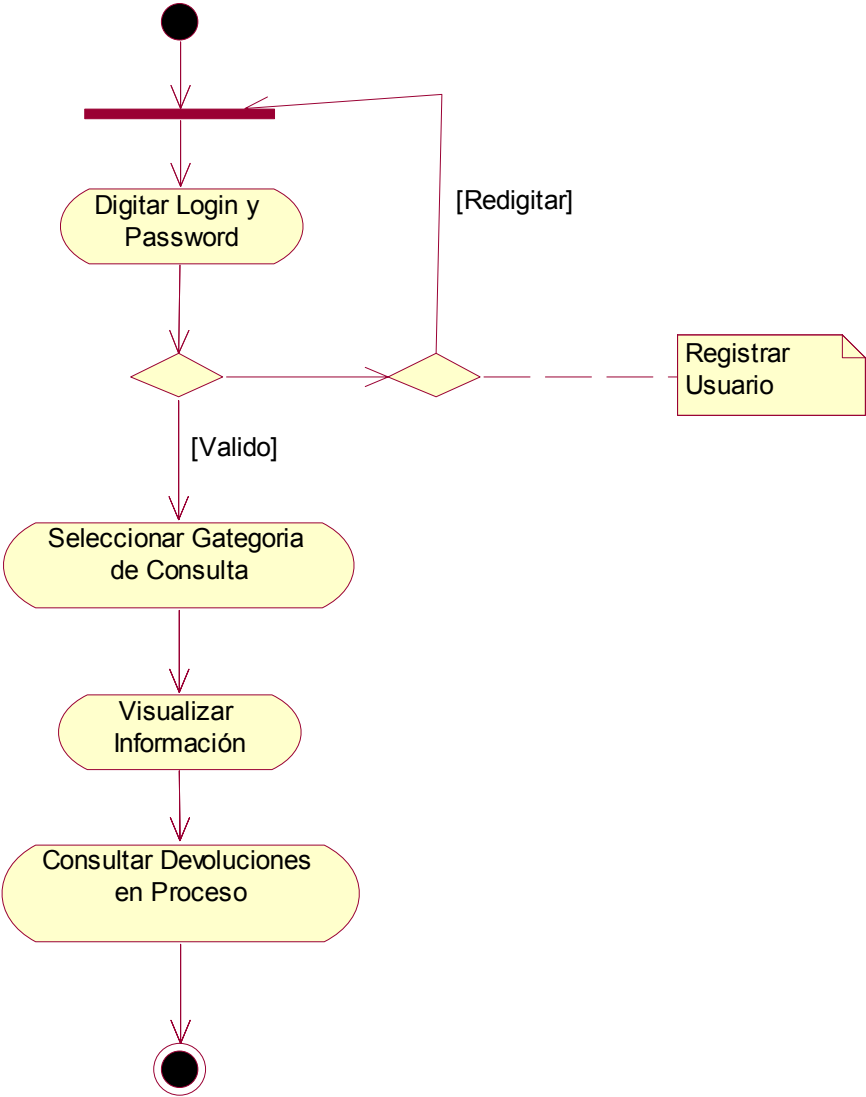 Digitar Login y
Password
[Redigitar]
Registrar
Usuario
[Valido]
Seleccionar Gategoria
de Consulta
Visualizar
Información
Consultar Devoluciones
en Proceso